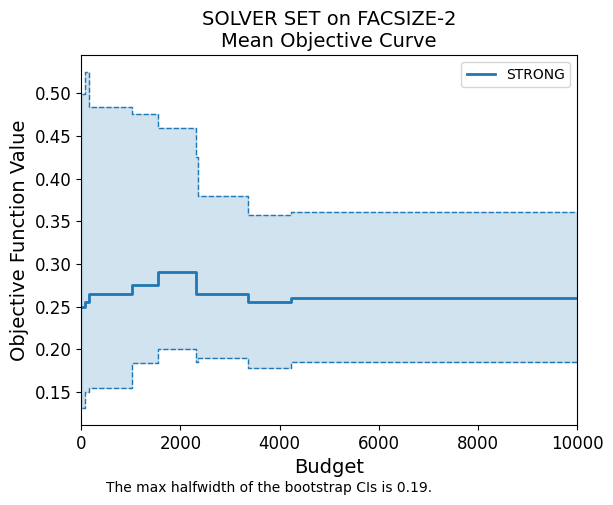 SOLVER SET on FACSIZE-2
Mean Objective Curve
STRONG
Objective Function Value
0.50
0.45
0.40
0.35
0.30
0.25
0.20
0.15
0 2000 4000 6000 8000 10000
Budget
The max halfwidth of the bootstrap CIs is 0.19.